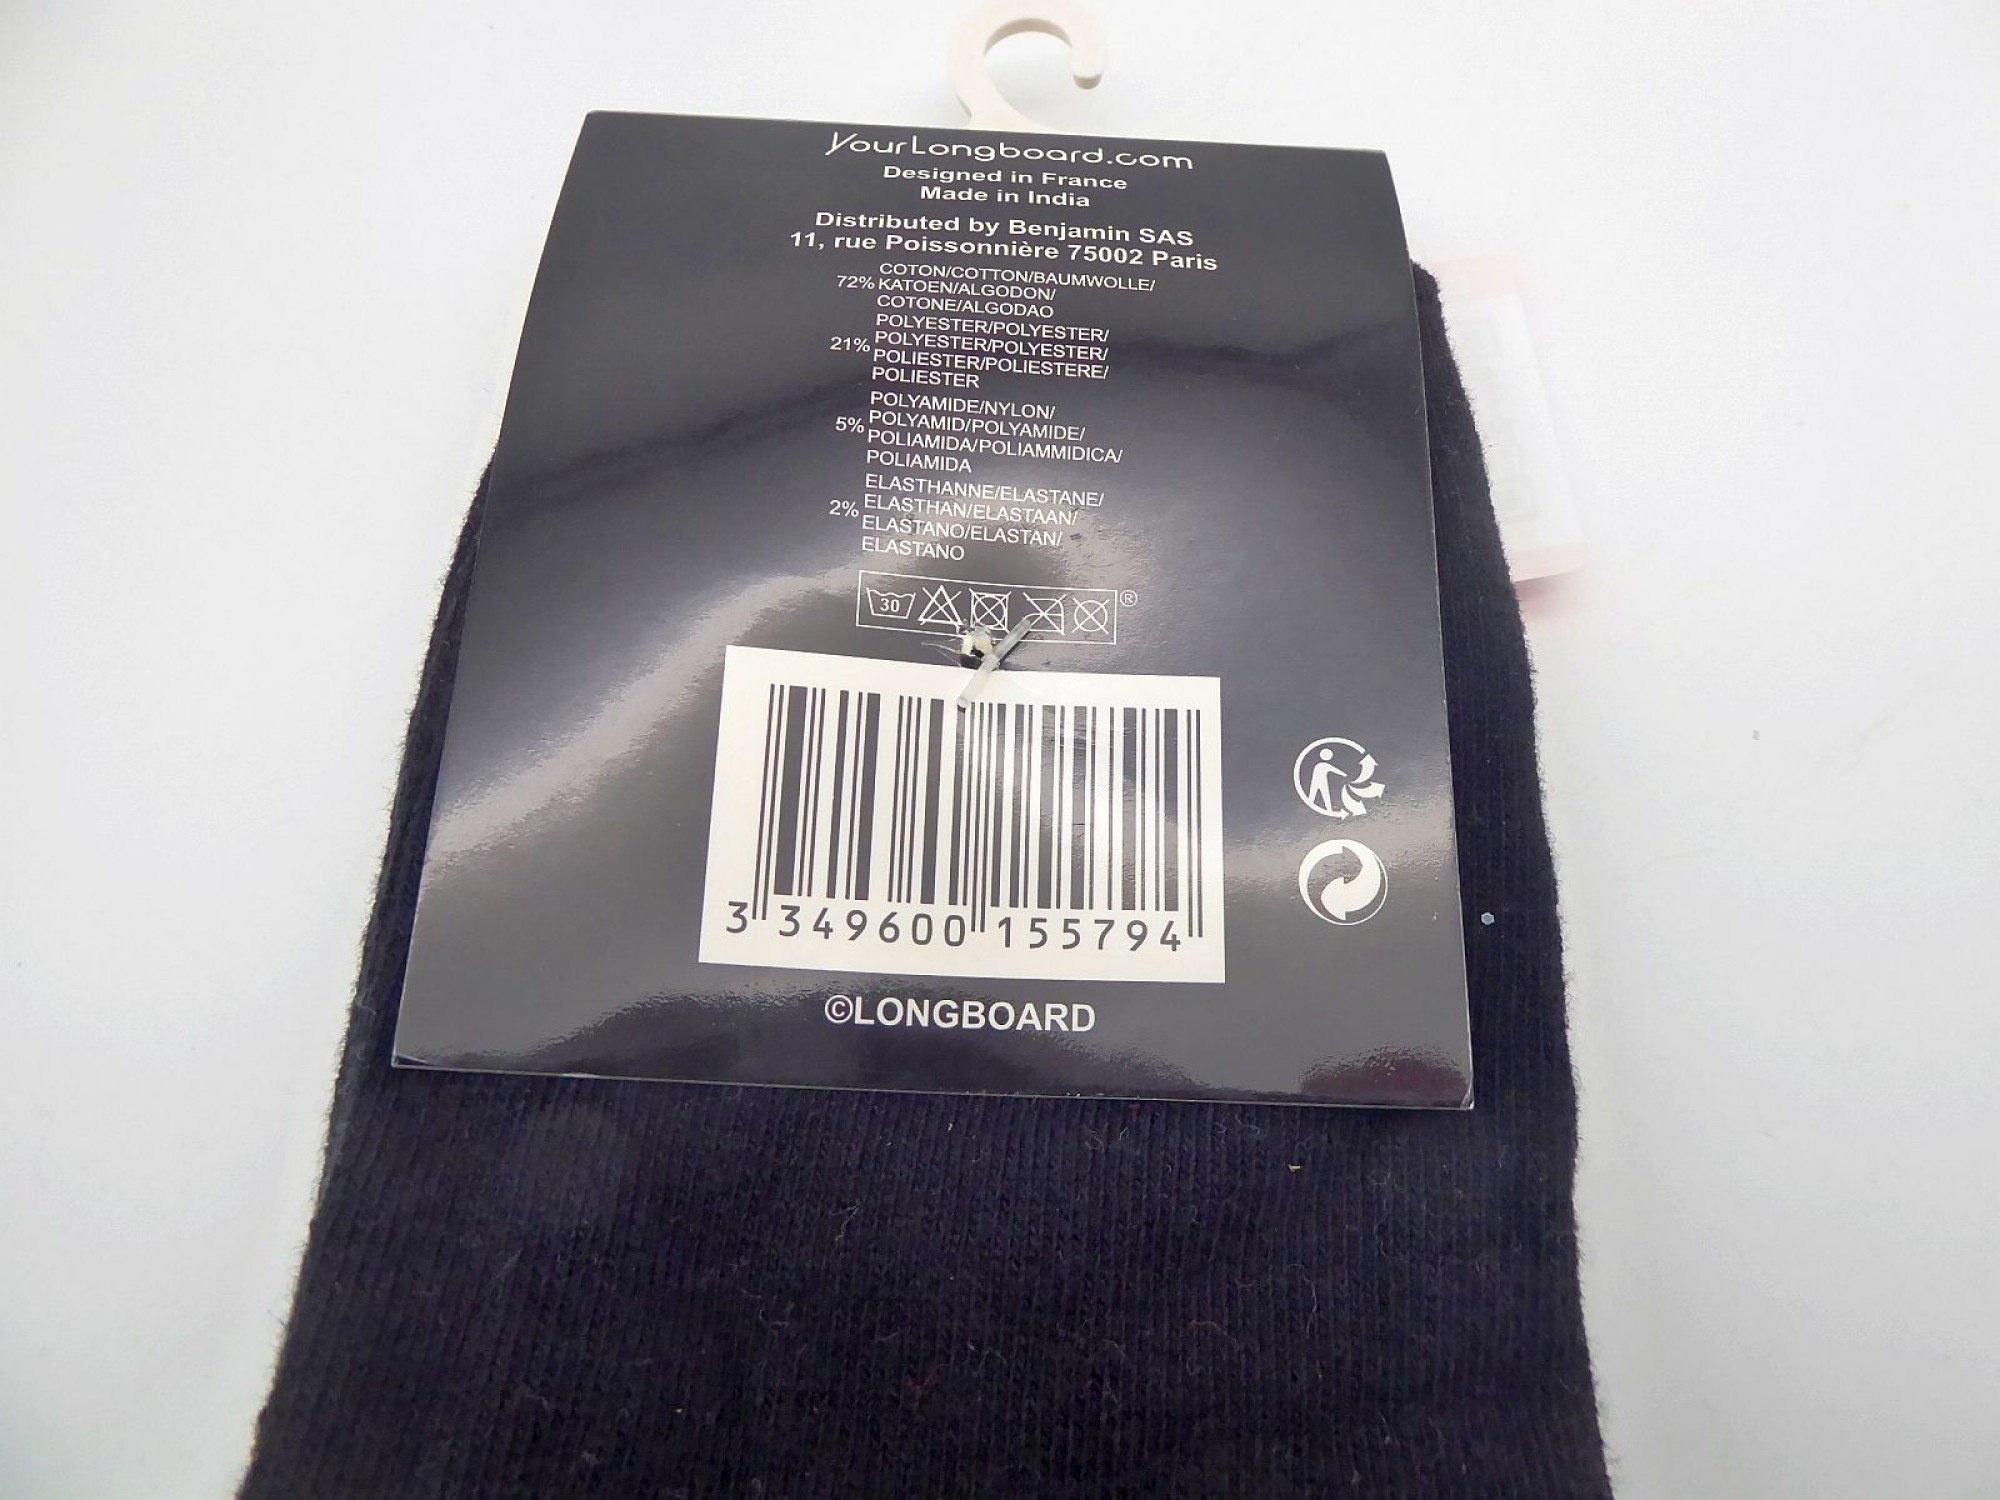 YourLongboard.com
Designed in France
Made in India
Distributed by Benjamin SAS
11, rue Poissonnière 75002 Paris
COTON/COTTON/BAUMWOLLE/
72% KATOEN/ALGODON/
COTONE/ALGODAO
POLYESTER/POLYESTER/
21% POLYESTER/POLYESTER/
POLIESTER/POLIESTERE/
POLIESTER
POLYAMIDE/NYLON/
5% POLYAMID/POLYAMIDE/
POLIAMIDA/POLIAMMIDICA/
POLIAMIDA
ELASTHANNE/ELASTANE/
2% ELASTHAN/ELASTAAN/
ELASTANO/ELASTAN/
ELASTANO
30 ®
3 349600 155794
©LONGBOARD